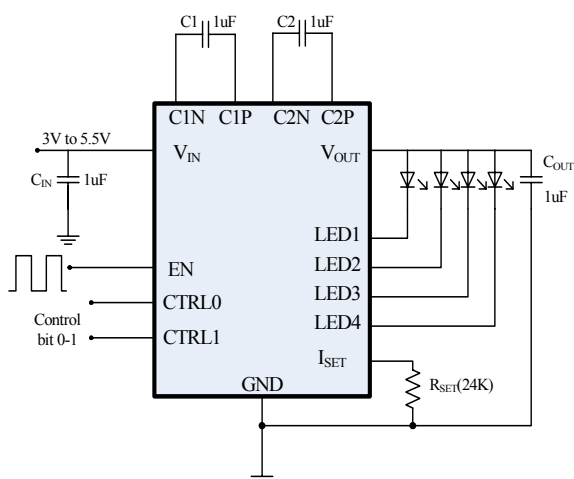 C1 1uF
C2 1uF
C1N C1P C2N C2P
3V to 5.5V
VIN
VOUT
CIN 1uF
COUT
1uF
LED1
EN
LED2
CTRL0
LED3
Control
bit 0-1
CTRL1
LED4
ISET
GND
RSET(24K)